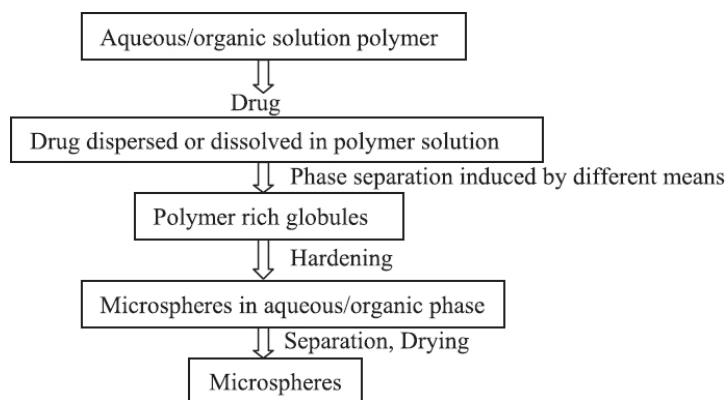 Aqueous/organic solution polymer
Drug
Drug dispersed or dissolved in polymer solution
Phase separation induced by different means
Polymer rich globules
Hardening
Microspheres in aqueous/organic phase
Separation, Drying
Microspheres